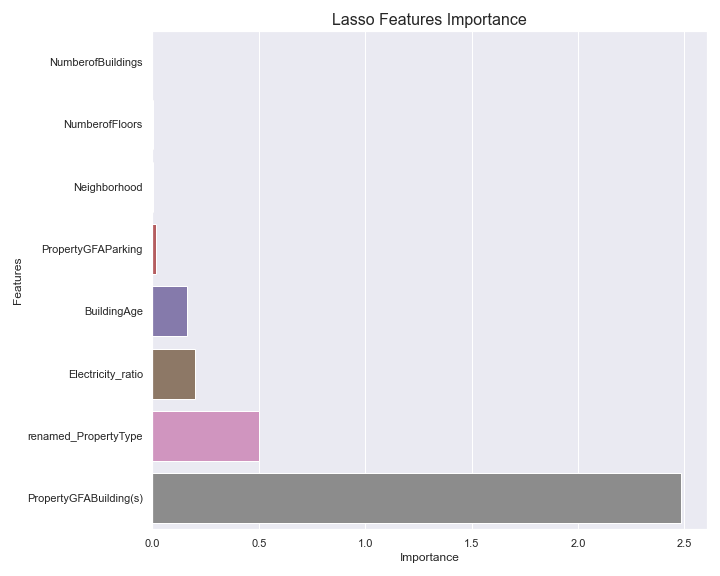 Lasso Features Importance
NumberofBuildings
NumberofFloors
Neighborhood
PropertyGFAParking
BuildingAge
Electricity_ratio
renamed_PropertyType
PropertyGFABuilding(s)
Features
0.0 0.5 1.0 1.5 2.0 2.5
Importance